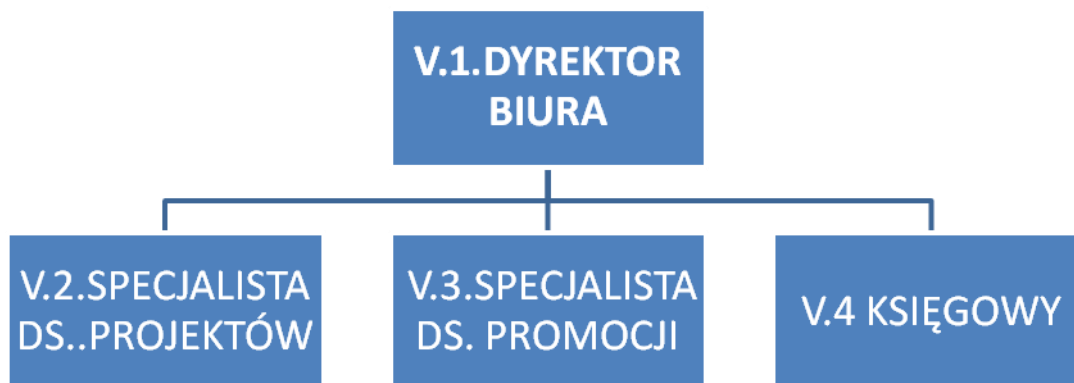 V.1.DYREKTOR
BIURA
V.2.SPECJALISTA
DS..PROJEKTÓW
V.3.SPECJALISTA
DS. PROMOCJI
V.4 KSIĘGOWY